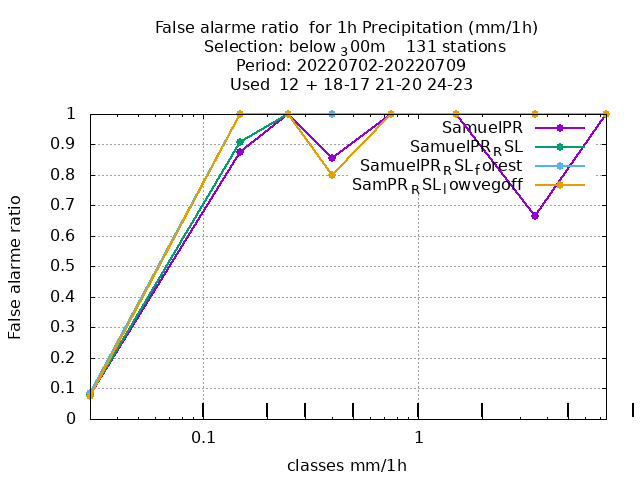 False alarme ratio  for 1h Precipitation (mm/1h)
Selection: below ₃00m    131 stations
Period: 20220702-20220709
Used  12 + 18-17 21-20 24-23
1
0.9
0.8
0.7
0.6
0.5
0.4
0.3
0.2
0.1
0
False alarme ratio
SamuelPR
SamuelPR_RSL
SamuelPR_RSL_forest
SamPR_RSL_lowvegoff
0.1
1
classes mm/1h